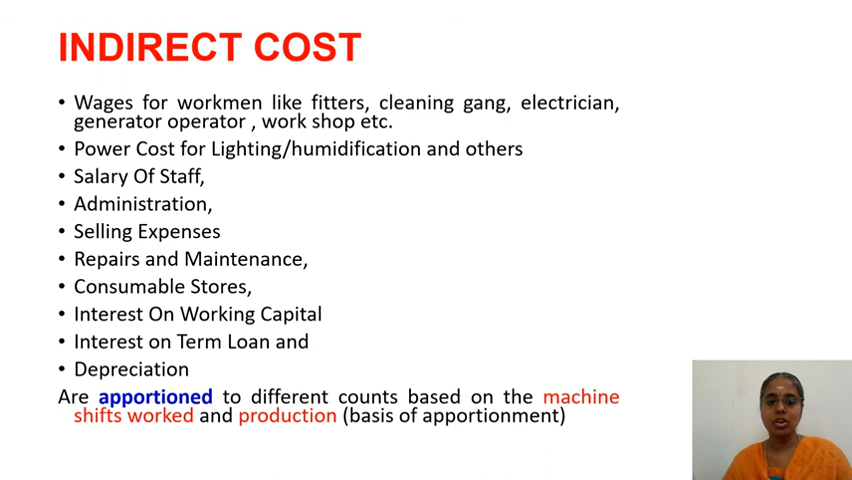 INDIRECT COST
• Wages for workmen like fitters, cleaning gang, electrician,
generator operator , work shop etc.
• Power Cost for Lighting/humidification and others
• Salary Of Staff,
• Administration,
• Selling Expenses
• Repairs and Maintenance,
• Consumable Stores,
• Interest On Working Capital
• Interest on Term Loan and
• Depreciation
Are apportioned to different counts based on the machine
shifts worked and production (basis of apportionment)